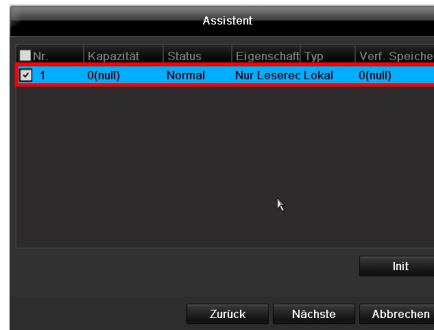 Assistent
Nr. Kapazität Status Eigenschaft Typ Verf. Speiche
1 0(null) Normal Nur Leserec Lokal 0(null)
Init
Zurück Nächste Abbrechen